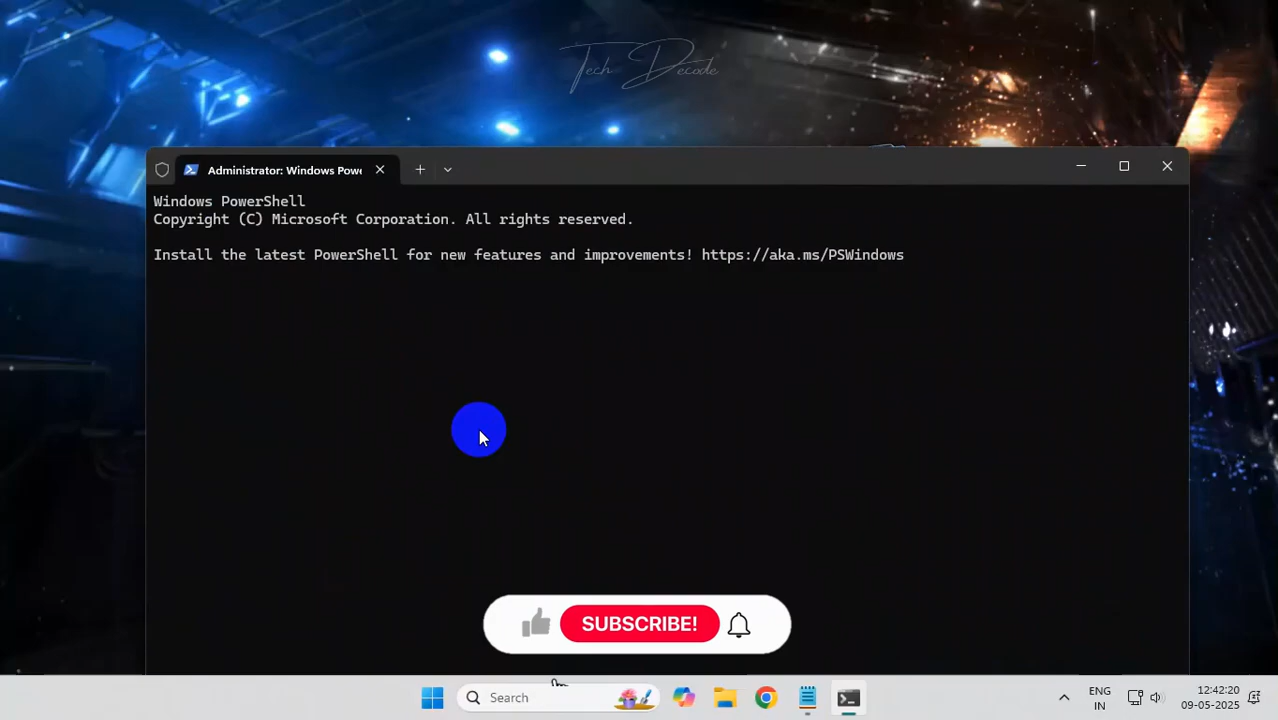 Tech Decode
Administrator: Windows Powe
Windows PowerShell
Copyright (C) Microsoft Corporation. All rights reserved.
Install the latest PowerShell for new features and improvements! https://aka.ms/PSWindows
SUBSCRIBE!
Search
ENG
IN
12:42:20
09-05-2025